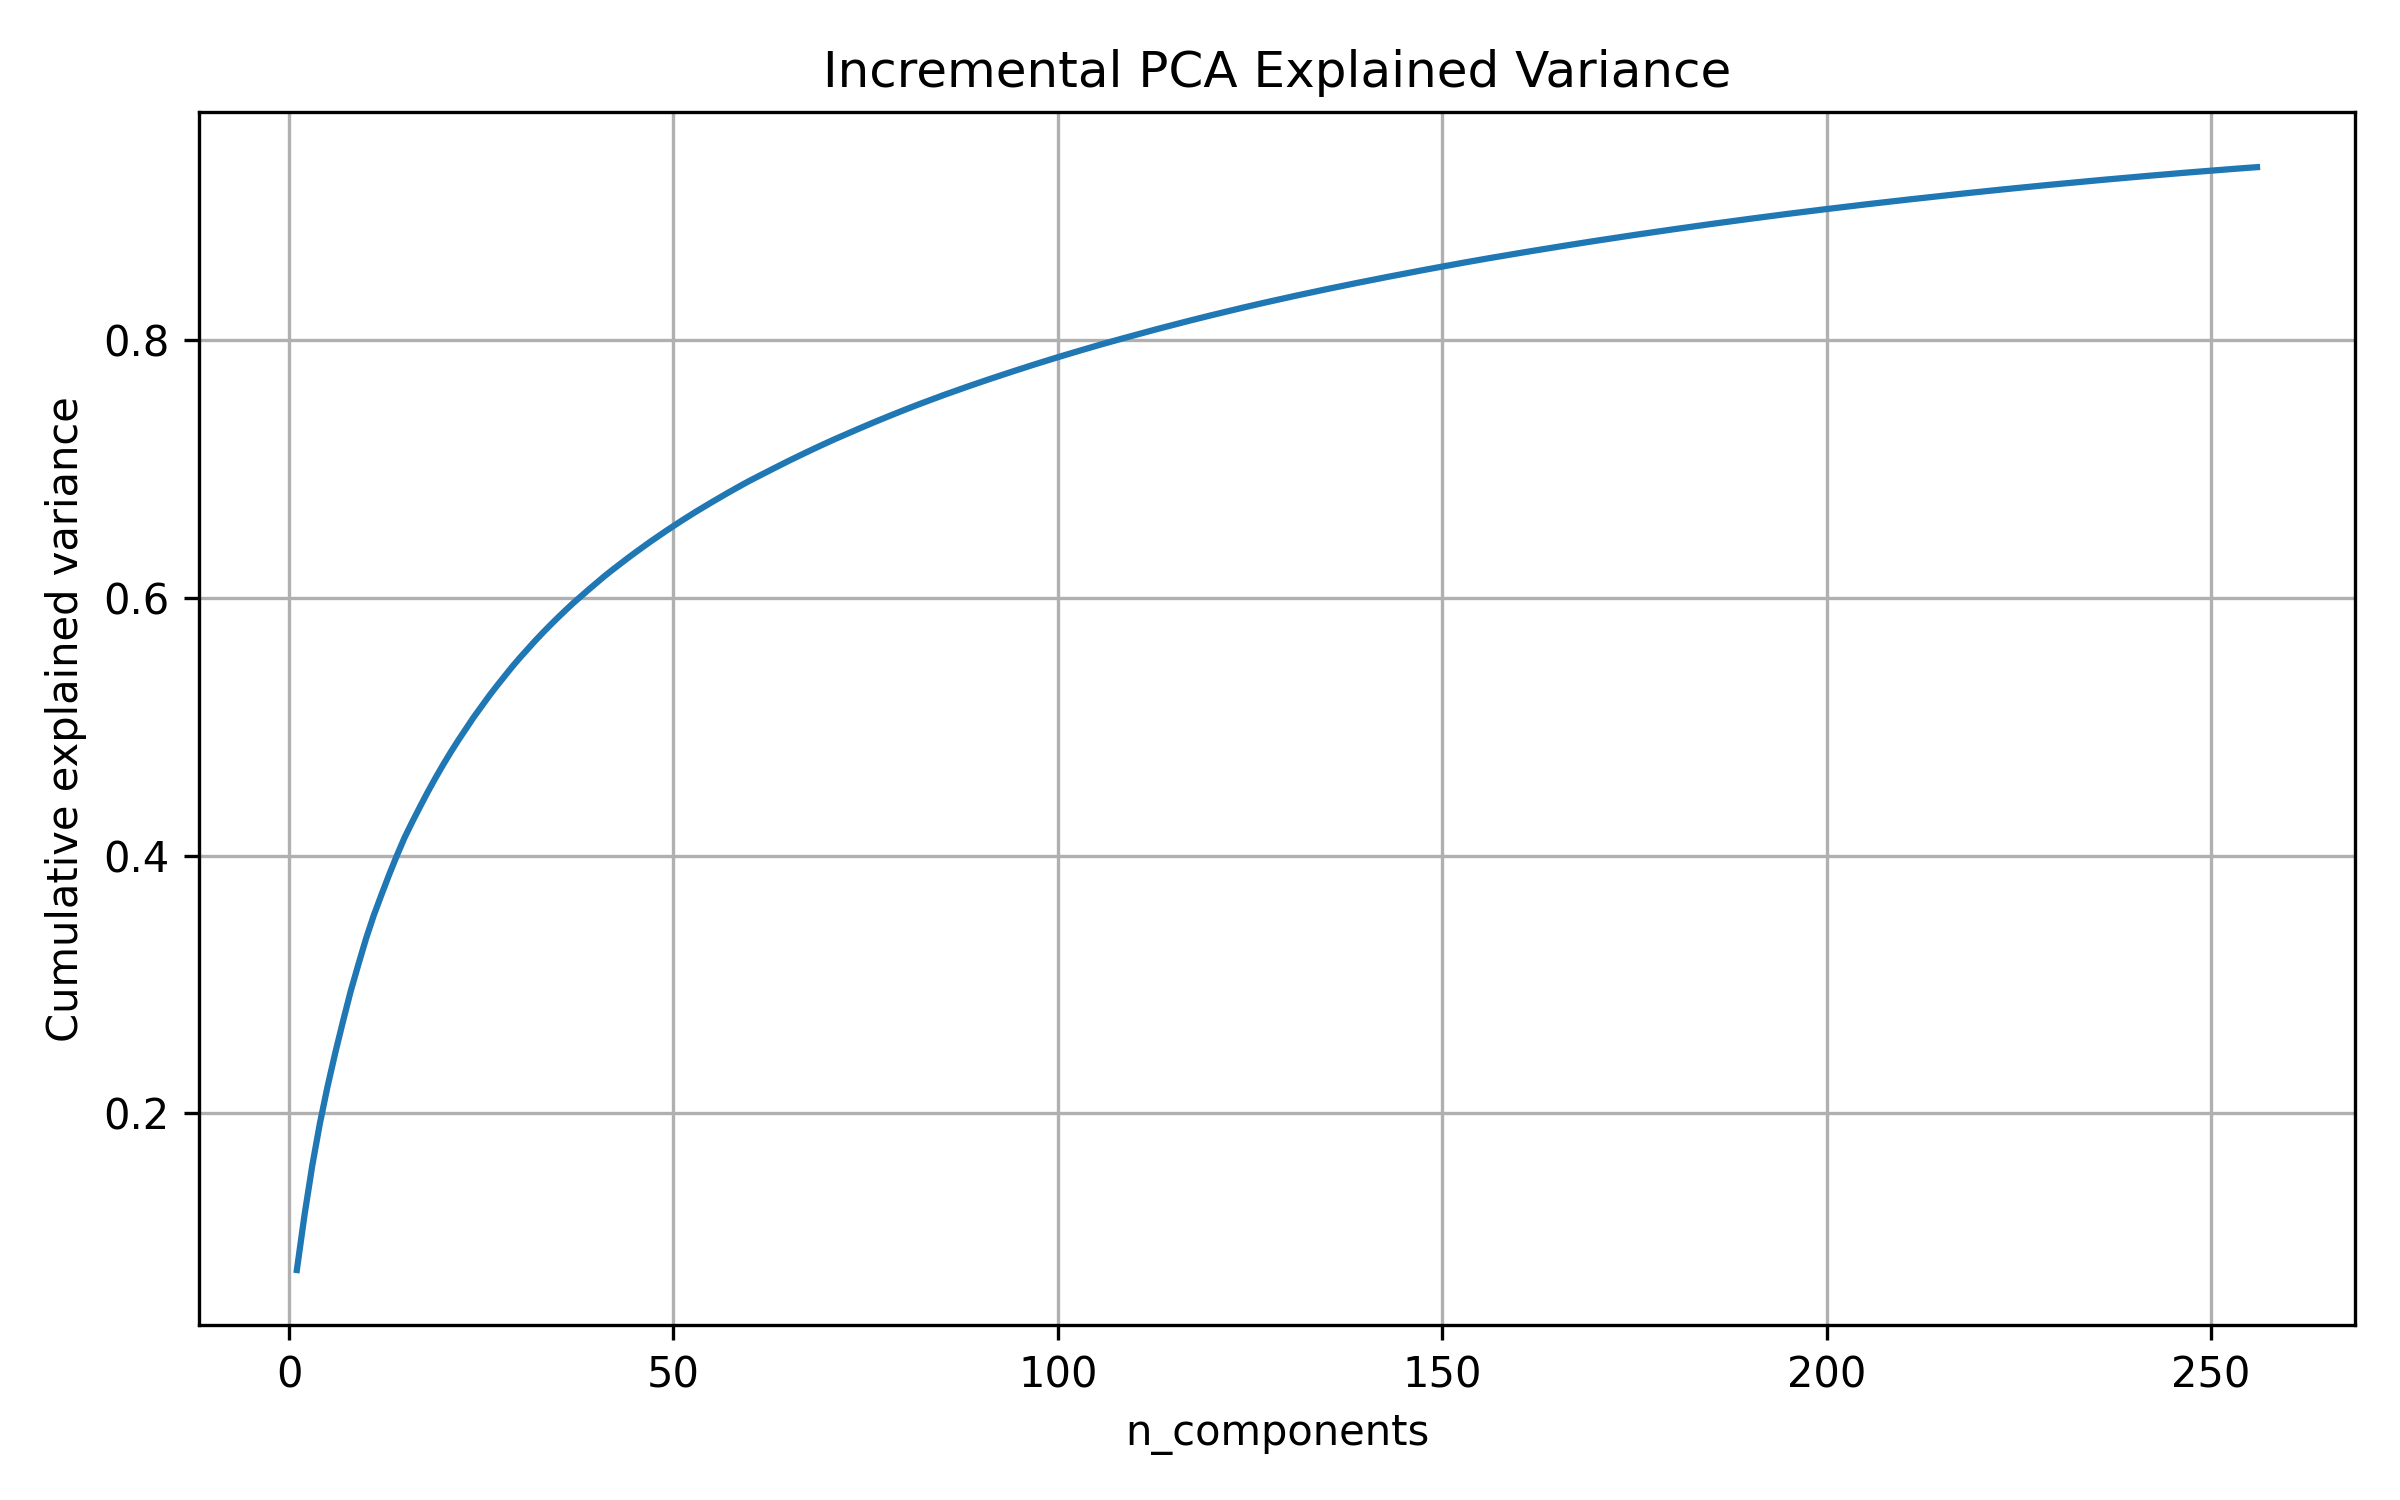 Incremental PCA Explained Variance
Cumulative explained variance
0.8
0.6
0.4
0.2
0 50 100 150 200 250
n_components